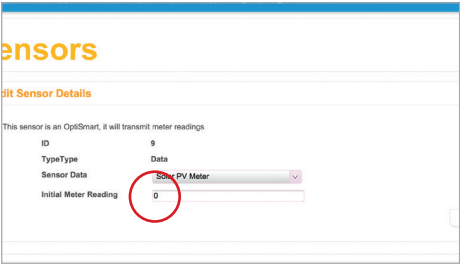 ensors
dit Sensor Details
This sensor is an OptiSmart, it will transmit meter readings
ID 9
TypeType Data
Sensor Data Solar PV Meter
Initial Meter Reading 0